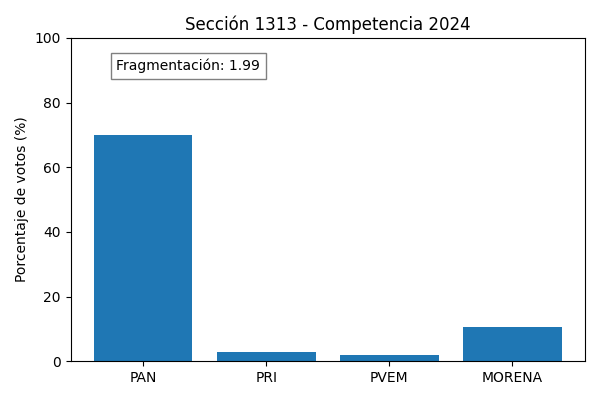 Sección 1313 - Competencia 2024
Fragmentación: 1.99
Porcentaje de votos (%)
100
80
60
40
20
0
PAN PRI PVEM MORENA